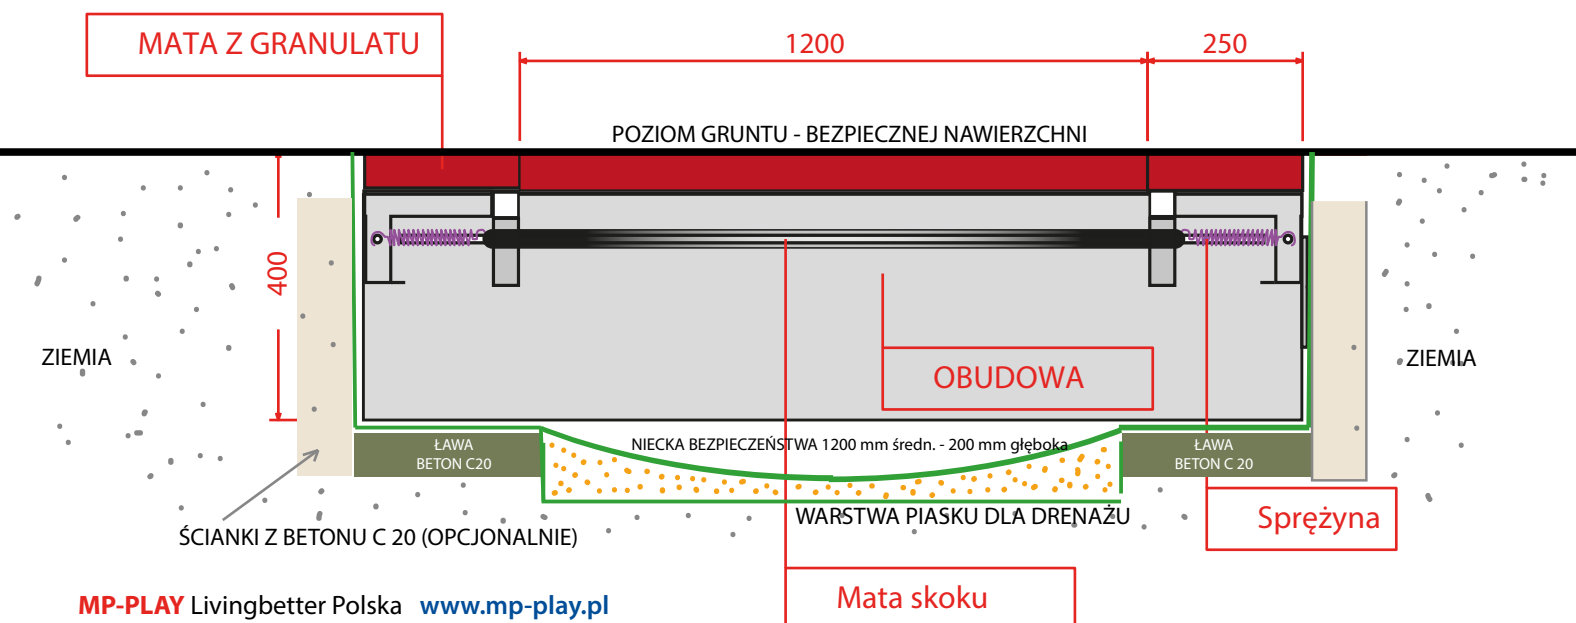 MATA Z GRANULATU
1200
250
POZIOM GRUNTU - BEZPIECZNEJ NAWIERZCHNI
400
ZIEMIA
ZIEMIA
OBUDOWA
NIECKA BEZPIECZEŃSTWA 1200 mm średn. - 200 mm głęboka
ŁAWA
BETON C20
ŁAWA
BETON C 20
WARSTWA PIASKU DLA DRENAŻU
Sprężyna
ŚCIANKI Z BETONU C 20 (OPCJONALNIE)
Mata skoku
MP-PLAY Livingbetter Polska www.mp-play.pl